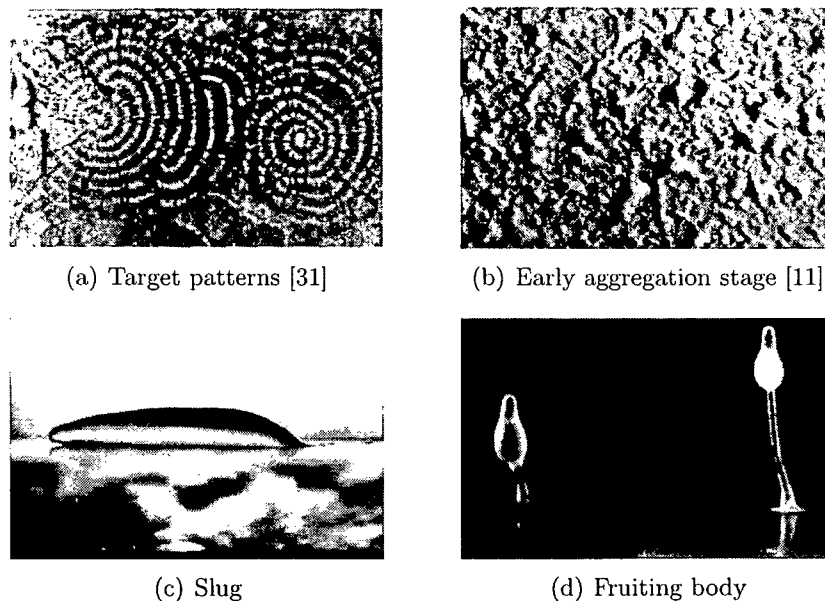 (a) Target patterns [31]
(b) Early aggregation stage [11]
(c) Slug
(d) Fruiting body